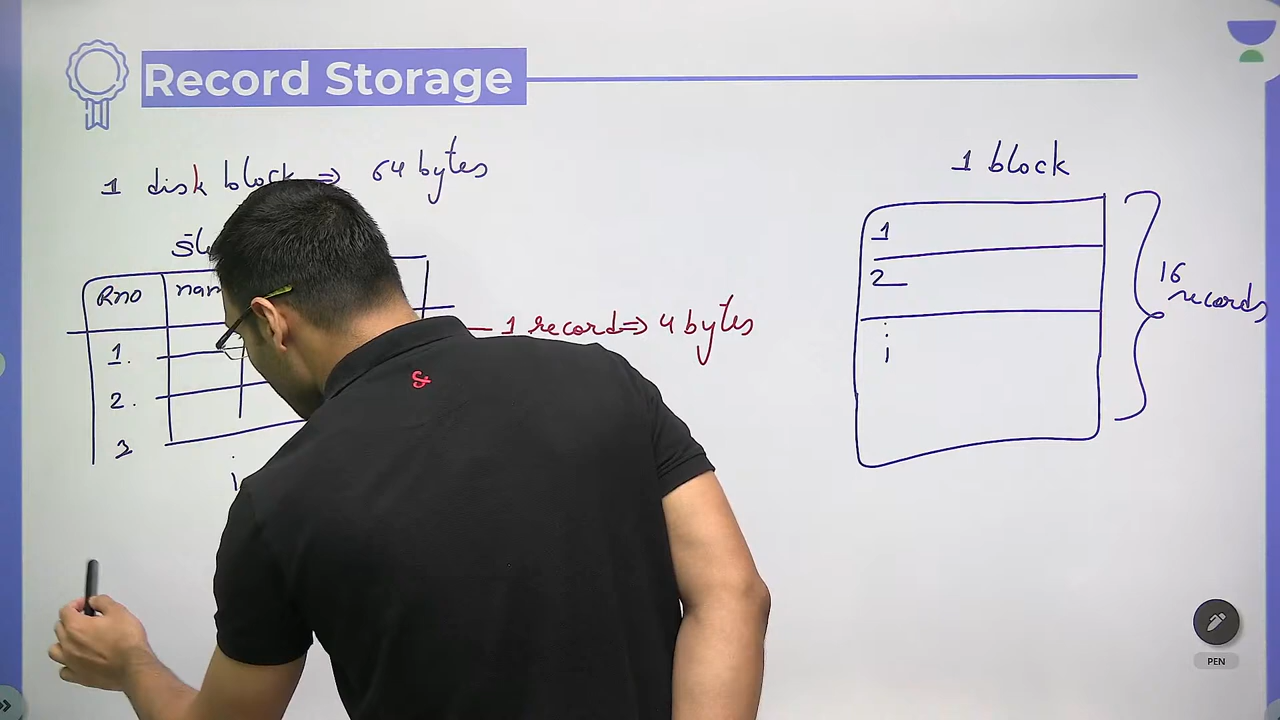 Record Storage
1 disk block ⇒ 64 bytes
Rno
1.
2.
3
1 record ⇒ 4 bytes
1 block
1
2
16 records
PEN